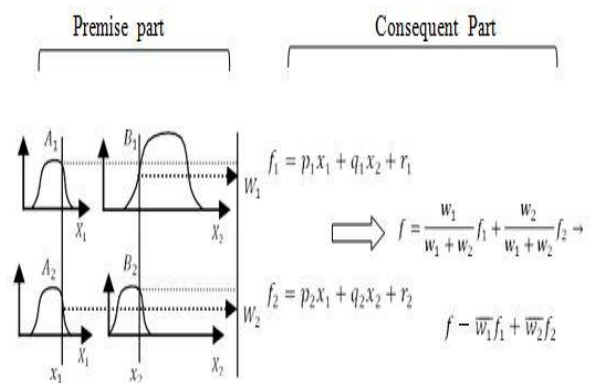 Premise part
Consequent Part
A₁
B₁
f₁ = p₁x₁ + q₁x₂ + r₁
W₁
X₁
X₂
f = w₁/(w₁ + w₂) f₁ + w₂/(w₁ + w₂) f₂ →
A₂
B₂
f₂ = p₂x₁ + q₂x₂ + r₂
W₂
f − w̅₁f₁ + w̅₂f₂
X₁
X₂
x₁
x₂